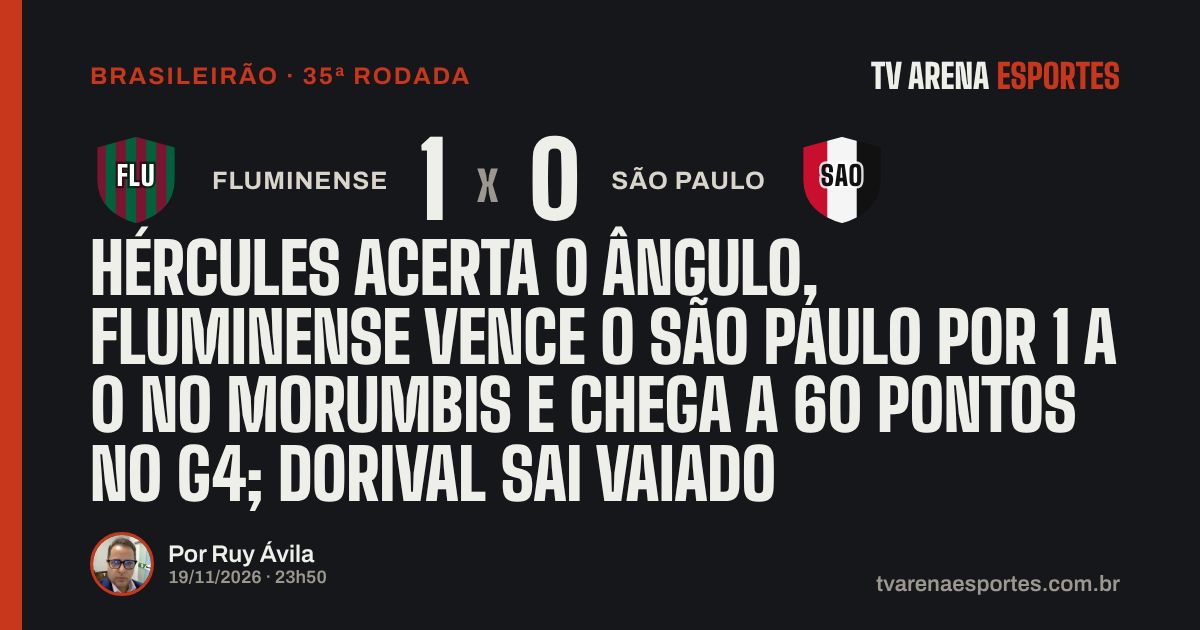 BRASILEIRÃO · 35ª RODADA
TV ARENA ESPORTES
FLU FLUMINENSE 1 X 0 SÃO PAULO SAO
HÉRCULES ACERTA O ÂNGULO,
FLUMINENSE VENCE O SÃO PAULO POR 1 A
0 NO MORUMBIS E CHEGA A 60 PONTOS
NO G4; DORIVAL SAI VAIADO
Por Ruy Ávila
19/11/2026 · 23h50
tvarenaesportes.com.br